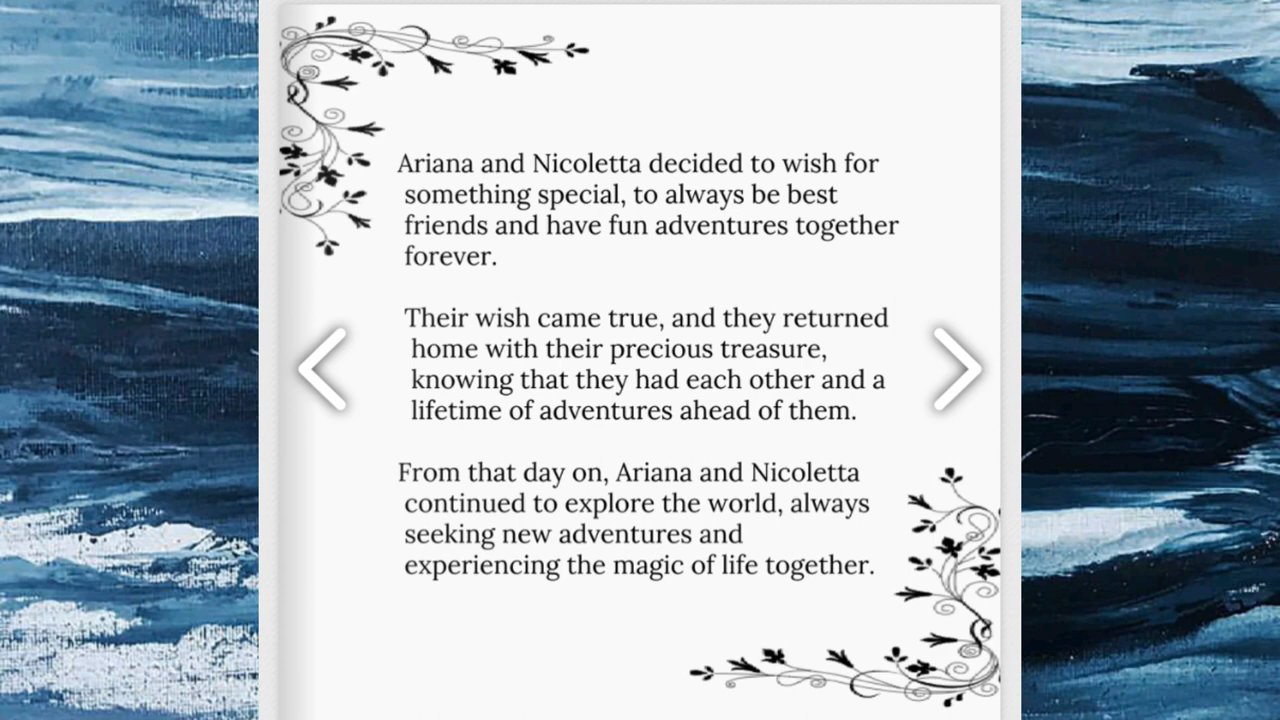 Ariana and Nicoletta decided to wish for
something special, to always be best
friends and have fun adventures together
forever.
Their wish came true, and they returned
home with their precious treasure,
knowing that they had each other and a
lifetime of adventures ahead of them.
From that day on, Ariana and Nicoletta
continued to explore the world, always
seeking new adventures and
experiencing the magic of life together.